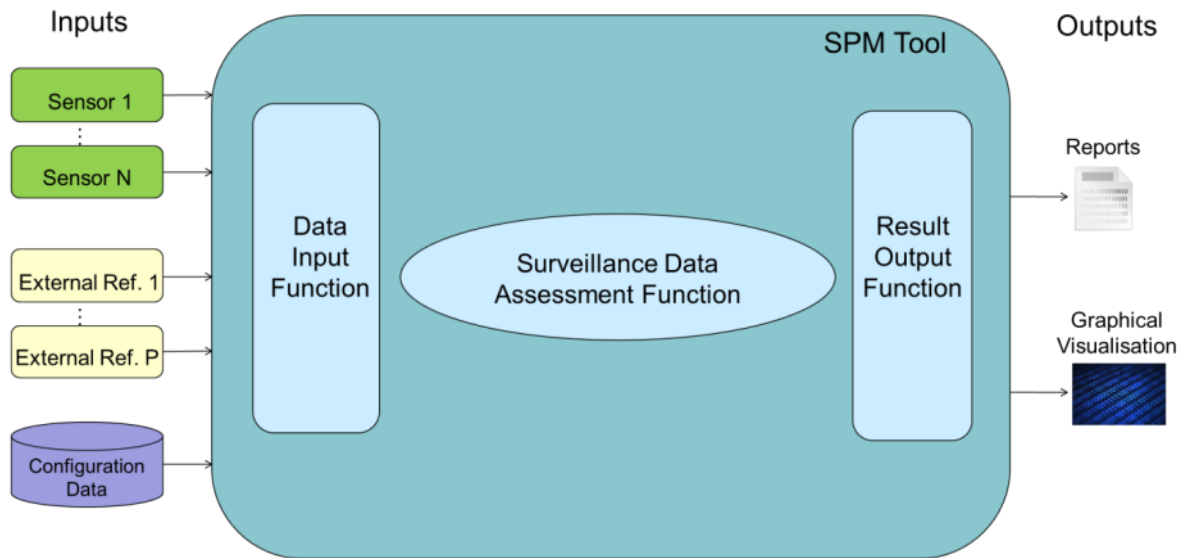 Inputs
SPM Tool
Outputs
Sensor 1
Sensor N
External Ref. 1
External Ref. P
Configuration
Data
Data
Input
Function
Surveillance Data
Assessment Function
Result
Output
Function
Reports
Graphical
Visualisation